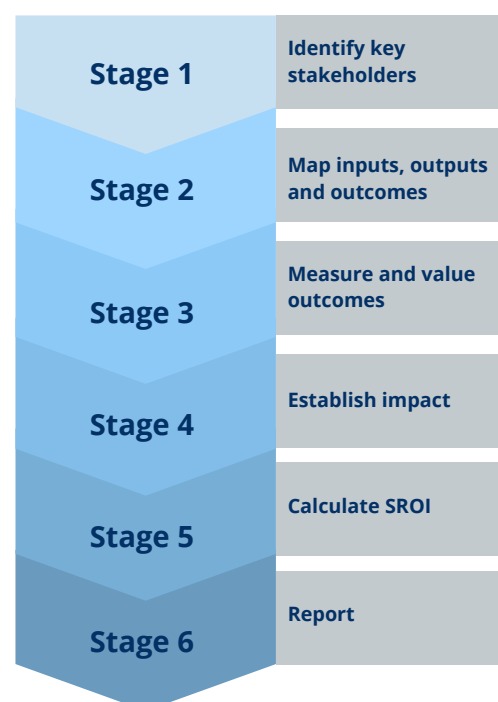 Stage 1
Identify key
stakeholders
Stage 2
Map inputs, outputs
and outcomes
Stage 3
Measure and value
outcomes
Stage 4
Establish impact
Stage 5
Calculate SROI
Stage 6
Report